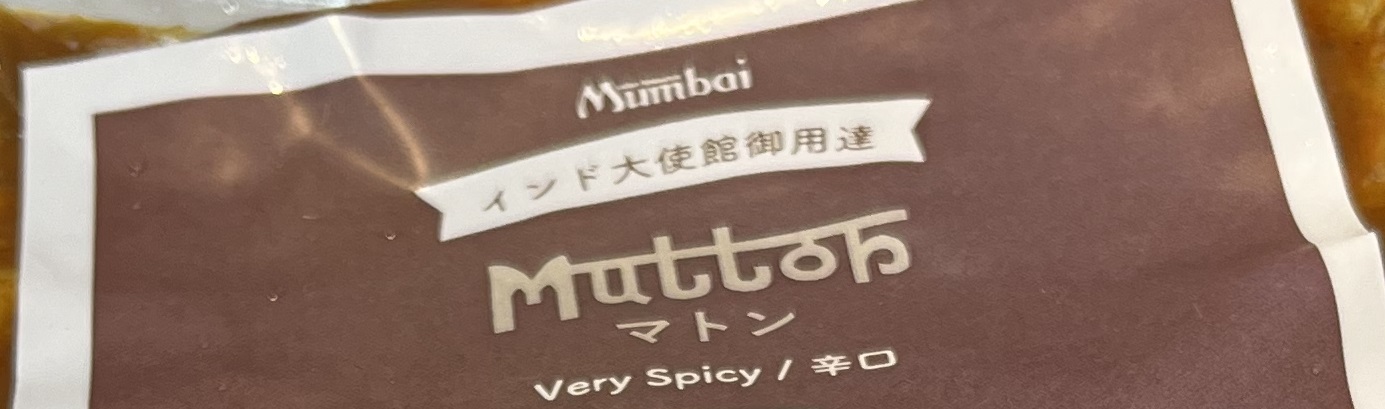 Mumbai
インド大使館御用達
Mutton
マトン
Very Spicy / 辛口